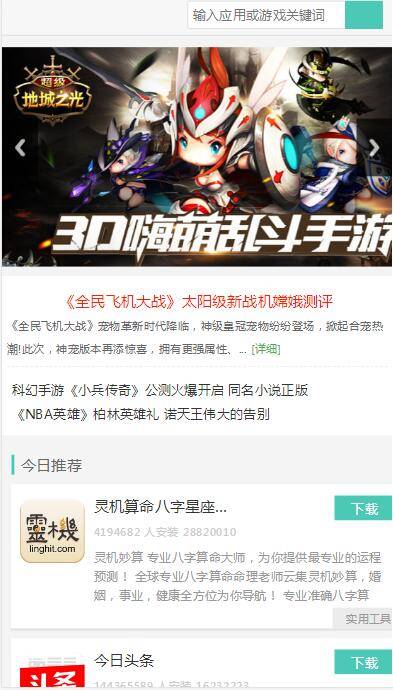 输入应用或游戏关键词
超级
地城之光
3D嗨萌乱斗手游
《全民飞机大战》太阳级新战机嫦娥测评
《全民飞机大战》宠物革新时代降临，神级皇冠宠物纷纷登场，掀起合宠热
潮!此次，神宠版本再添惊喜，拥有更强属性、... [详细]
科幻手游《小兵传奇》公测火爆开启 同名小说正版
《NBA英雄》柏林英雄礼 诺天王伟大的告别
今日推荐
靈機
linghit.com
灵机算命八字星座...
下载
4194682 人安装 28820010
灵机妙算 专业八字算命大师，为你提供最专业的运程
预测！ 全球专业八字算命命理老师云集灵机妙算，婚
姻，事业，健康全方位为你导航！ 专业准确八字算
实用工具
头条
今日头条
下载
144365589 人安装 16232223